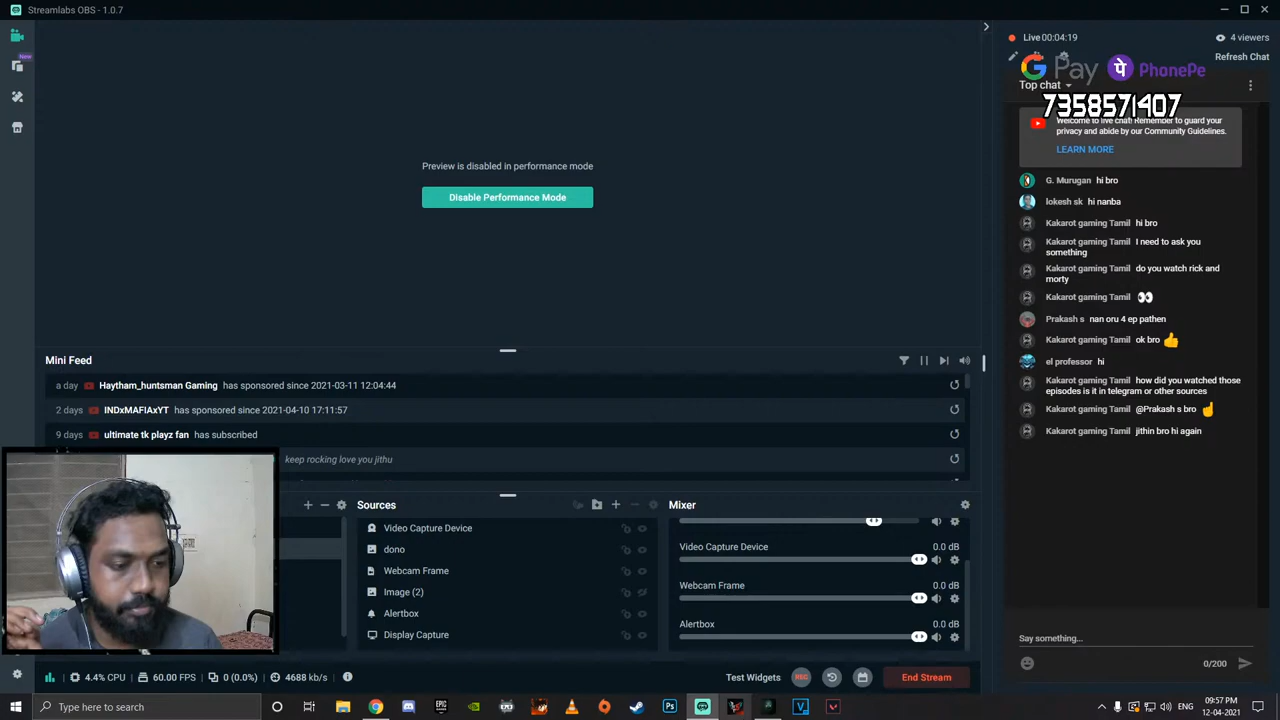 Streamlabs OBS - 1.0.7
New
Preview is disabled in performance mode
Disable Performance Mode
Live 00:04:19
4 viewers
Refresh Chat
G Pay पे PhonePe
Top chat
7358571407
Welcome to live chat! Remember to guard your
privacy and abide by our Community Guidelines.
LEARN MORE
G. Murugan hi bro
lokesh sk hi nanba
Kakarot gaming Tamil hi bro
Kakarot gaming Tamil I need to ask you
something
Kakarot gaming Tamil do you watch rick and
morty
Kakarot gaming Tamil 👀
Prakash s nan oru 4 ep pathen
Kakarot gaming Tamil ok bro 👍
el professor hi
Kakarot gaming Tamil how did you watched those
episodes is it in telegram or other sources
Kakarot gaming Tamil @Prakash s bro ☝
Kakarot gaming Tamil jithin bro hi again
Say something...
0/200
Mini Feed
a day Haytham_huntsman Gaming has sponsored since 2021-03-11 12:04:44
2 days INDxMAFIAxYT has sponsored since 2021-04-10 17:11:57
9 days ultimate tk playz fan has subscribed
keep rocking love you jithu
Sources
Video Capture Device
dono
Webcam Frame
Image (2)
Alertbox
Display Capture
Mixer
Video Capture Device 0.0 dB
Webcam Frame 0.0 dB
Alertbox 0.0 dB
4.4% CPU 60.00 FPS 0 (0.0%) 4688 kb/s
Test Widgets REC End Stream
Type here to search
EPIC
Ps
V
ENG
09:57 PM
12-04-2021